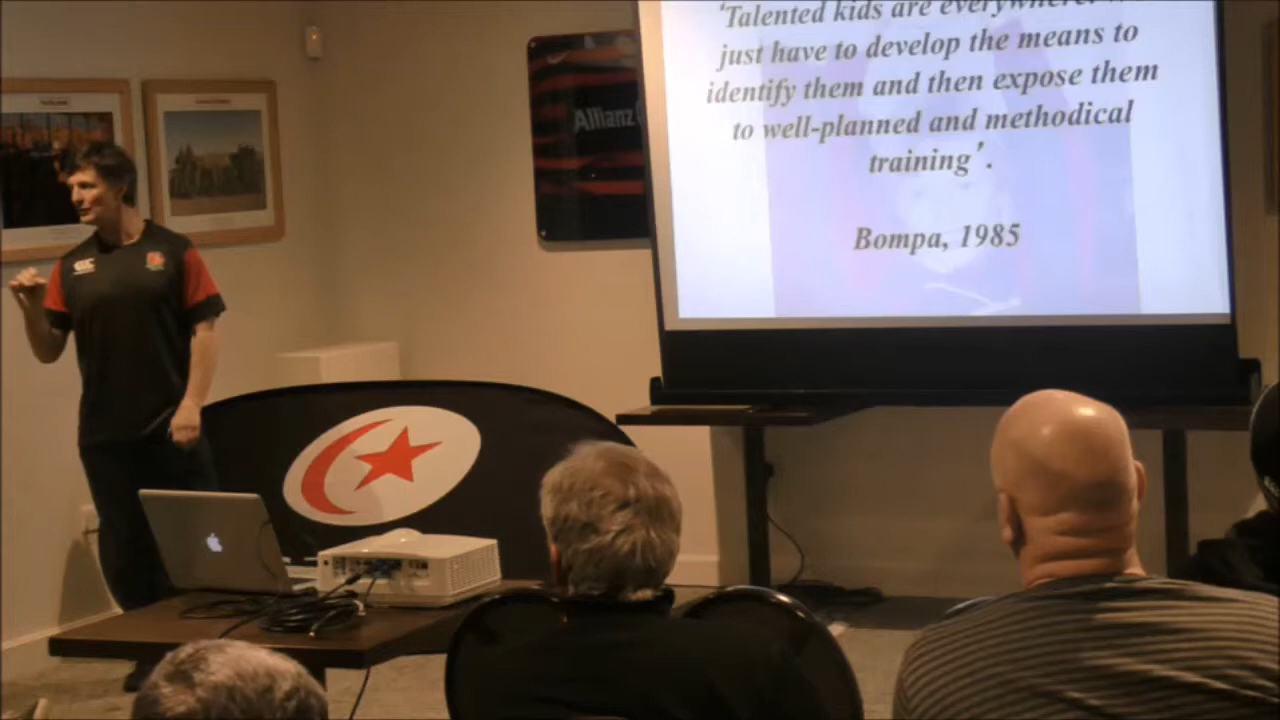 'Talented kids are everywhere.
just have to develop the means to
identify them and then expose them
to well-planned and methodical
training'.
Bompa, 1985
Allianz